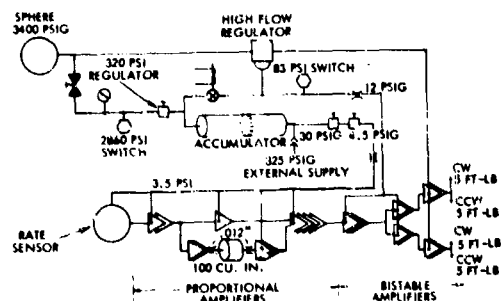 SPHERE
3400 PSIG
HIGH FLOW
REGULATOR
320 PSI
REGULATOR
83 PSI SWITCH
12 PSIG
2860 PSI
SWITCH
ACCUMULATOR
30 PSIG
4.5 PSIG
325 PSIG
EXTERNAL SUPPLY
3.5 PSI
RATE
SENSOR
.012"
100 CU. IN.
CW
5 FT-LB
CCW
5 FT-LB
CW
5 FT-LB
CCW
5 FT-LB
PROPORTIONAL
AMPLIFIERS
BISTABLE
AMPLIFIERS